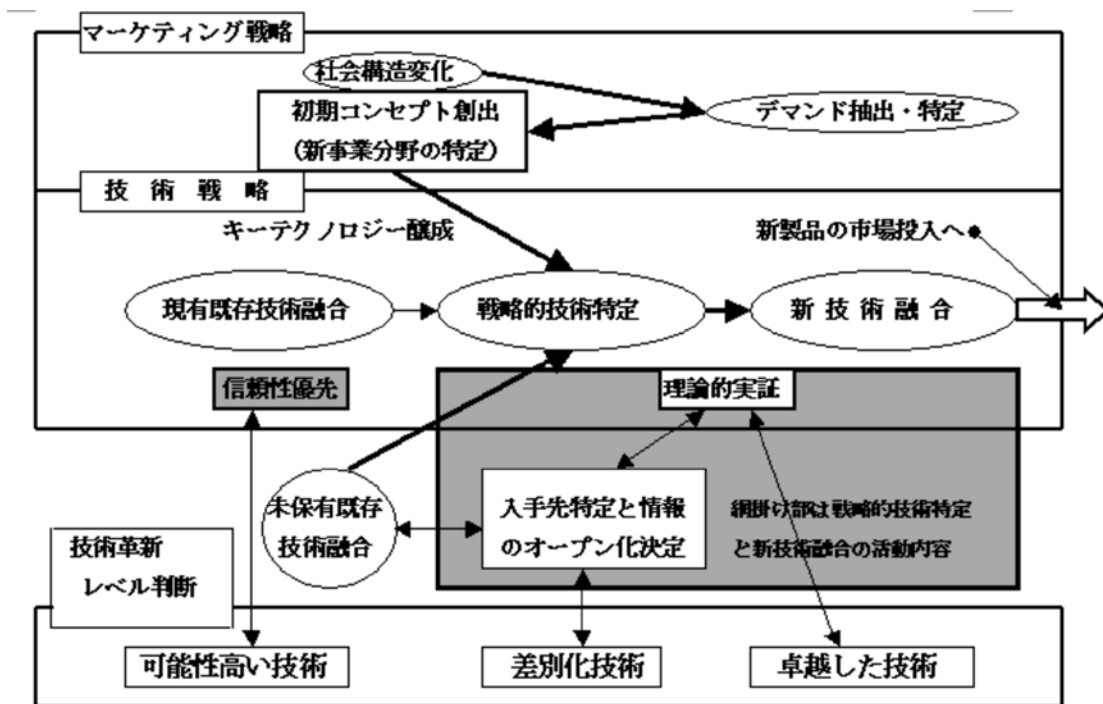 マーケティング戦略
社会構造変化
初期コンセプト創出
(新事業分野の特定)
デマンド抽出・特定
技 術 戦 略
キーテクノロジー醸成
新製品の市場投入へ
現有既存技術融合
戦略的技術特定
新 技 術 融 合
信頼性優先
理論的実証
未保有既存
技術融合
入手先特定と情報
のオープン化決定
網掛け部は戦略的技術特定
と新技術融合の活動内容
技術革新
レベル判断
可能性高い技術
差別化技術
卓越した技術